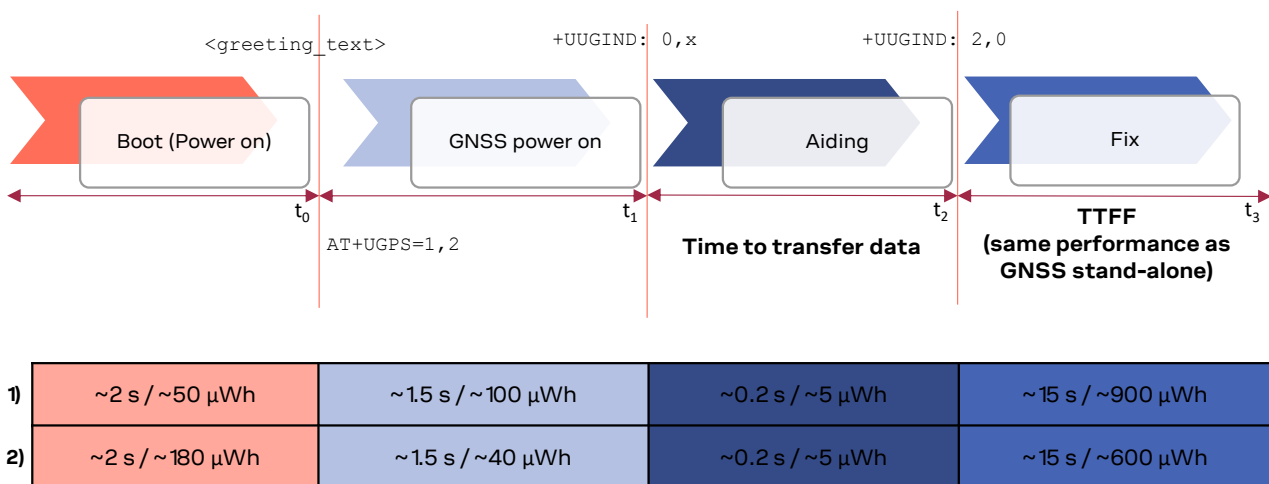 <greeting_text>
+UUGIND: 0,x
+UUGIND: 2,0
Boot (Power on)
GNSS power on
Aiding
Fix
t0
t1
t2
t3
AT+UGPS=1,2
Time to transfer data
TTFF
(same performance as
GNSS stand-alone)
1) ~2 s / ~50 µWh ~1.5 s / ~100 µWh ~0.2 s / ~5 µWh ~15 s / ~900 µWh
2) ~2 s / ~180 µWh ~1.5 s / ~40 µWh ~0.2 s / ~5 µWh ~15 s / ~600 µWh